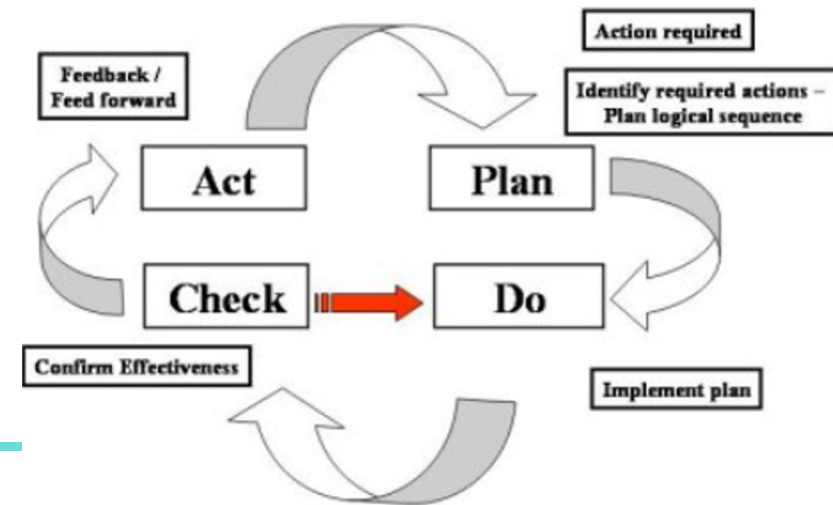 Action required
Feedback /
Feed forward
Identify required actions –
Plan logical sequence
Act
Plan
Check
Do
Confirm Effectiveness
Implement plan